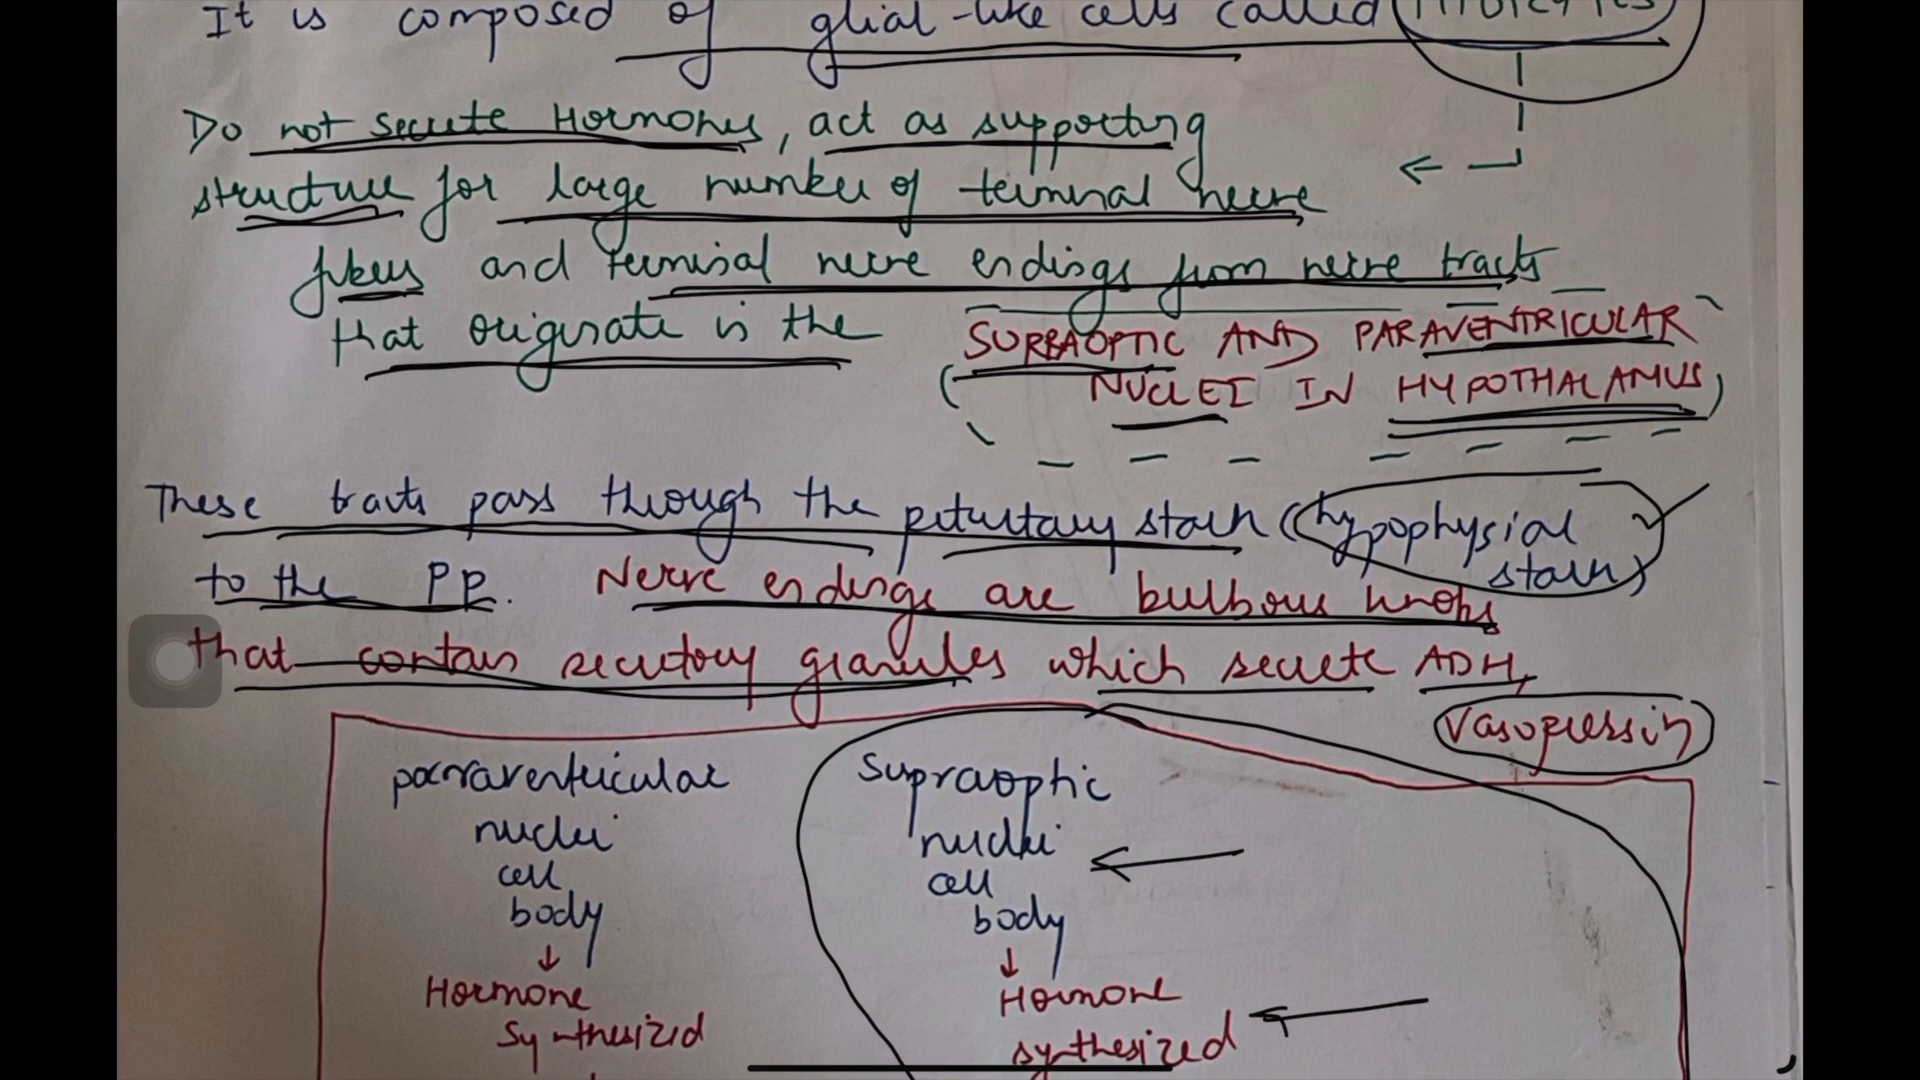 It is composed of glial-like cells called Pituicytes
Do not secrete Hormones, act as supporting
structure for large number of terminal nerve
fibers and terminal nerve endings from nerve tracts
that originate in the SUPRAOPTIC AND PARAVENTRICULAR
( NUCLEI IN HYPOTHALAMUS)
These tracts pass through the pituitary stalk (hypophysial
stalk)
to the PP. Nerve endings are bulbous knobs
that contain secretory granules which secrete ADH,
Vasopressin
paraventricular
nuclei
cell
body
↓
Hormone
synthesized
Supraoptic
nuclei
cell
body
↓
Hormone
synthesized